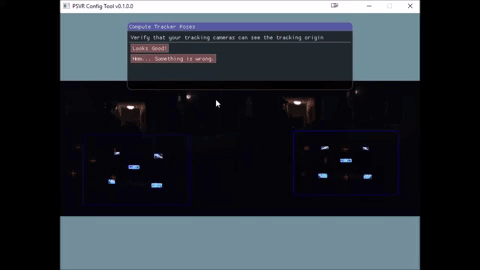 PSVR Config Tool v0.1.0.0
Compute Tracker Poses
Verify that your tracking cameras can see the tracking origin
Looks Good!
Hmm... Something is wrong.